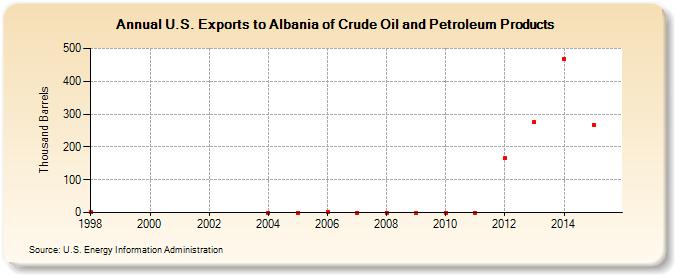 Annual U.S. Exports to Albania of Crude Oil and Petroleum Products
Thousand Barrels
500
400
300
200
100
0
1998 2000 2002 2004 2006 2008 2010 2012 2014
Source: U.S. Energy Information Administration